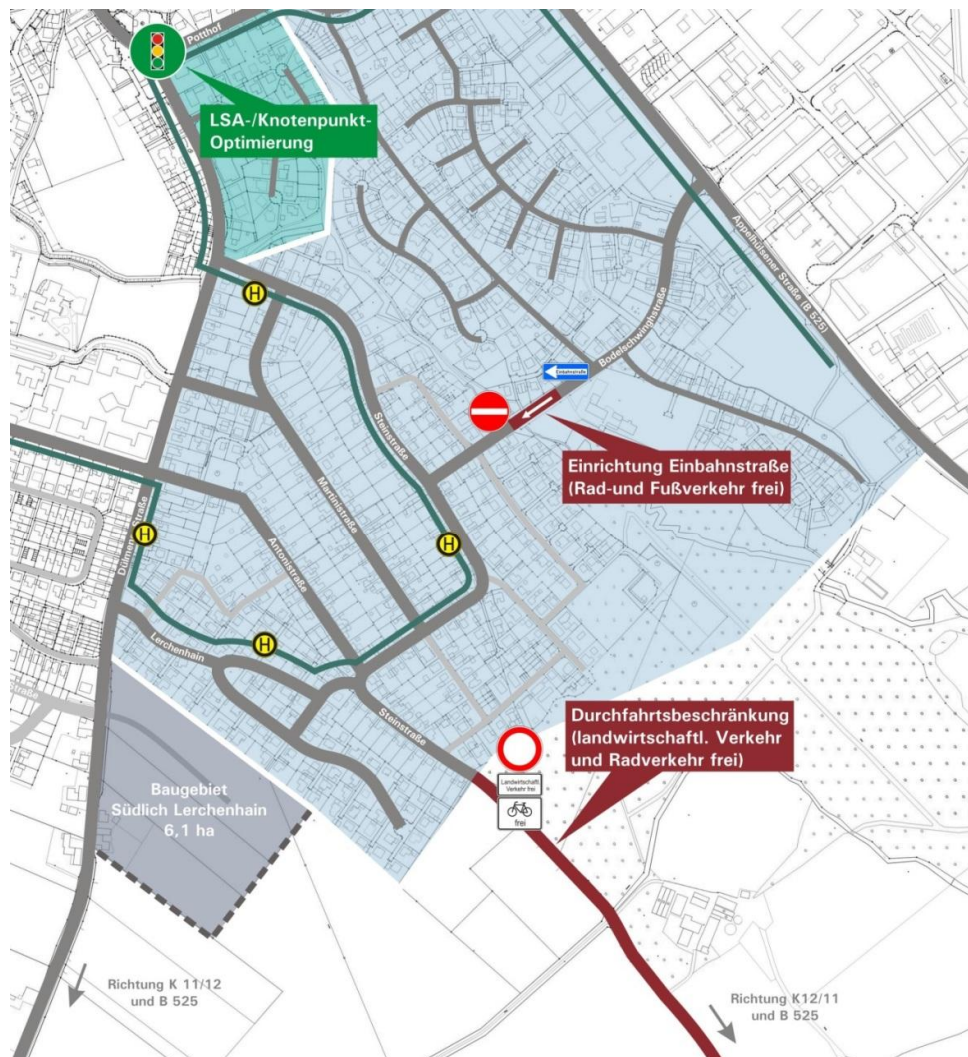 Potthof
LSA-/Knotenpunkt-
Optimierung
Appelhülsener Straße (B 525)
H
Bodelschwinghstraße
Einbahnstraße
Steinstraße
Einrichtung Einbahnstraße
(Rad-und Fußverkehr frei)
Martinistraße
H
H
Antonistraße
H
Lerchenhain
Steinstraße
Straße
Durchfahrtsbeschränkung
(landwirtschaftl. Verkehr
und Radverkehr frei)
Landwirtschaftl.
Verkehr frei
frei
Baugebiet
Südlich Lerchenhain
6,1 ha
Richtung K 11/12
und B 525
Richtung K12/11
und B 525